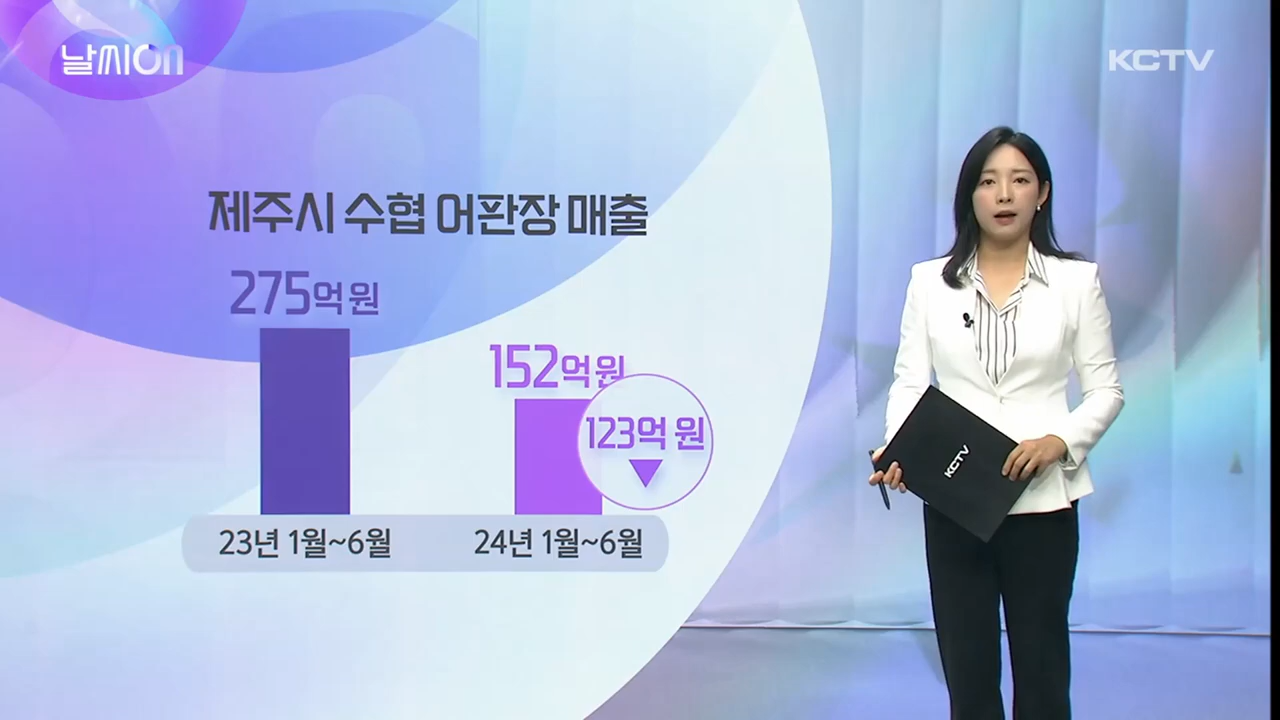 날씨On
KCTV
제주시 수협 어판장 매출
275억 원
152억 원
123억 원
23년 1월~6월
24년 1월~6월
KCTV